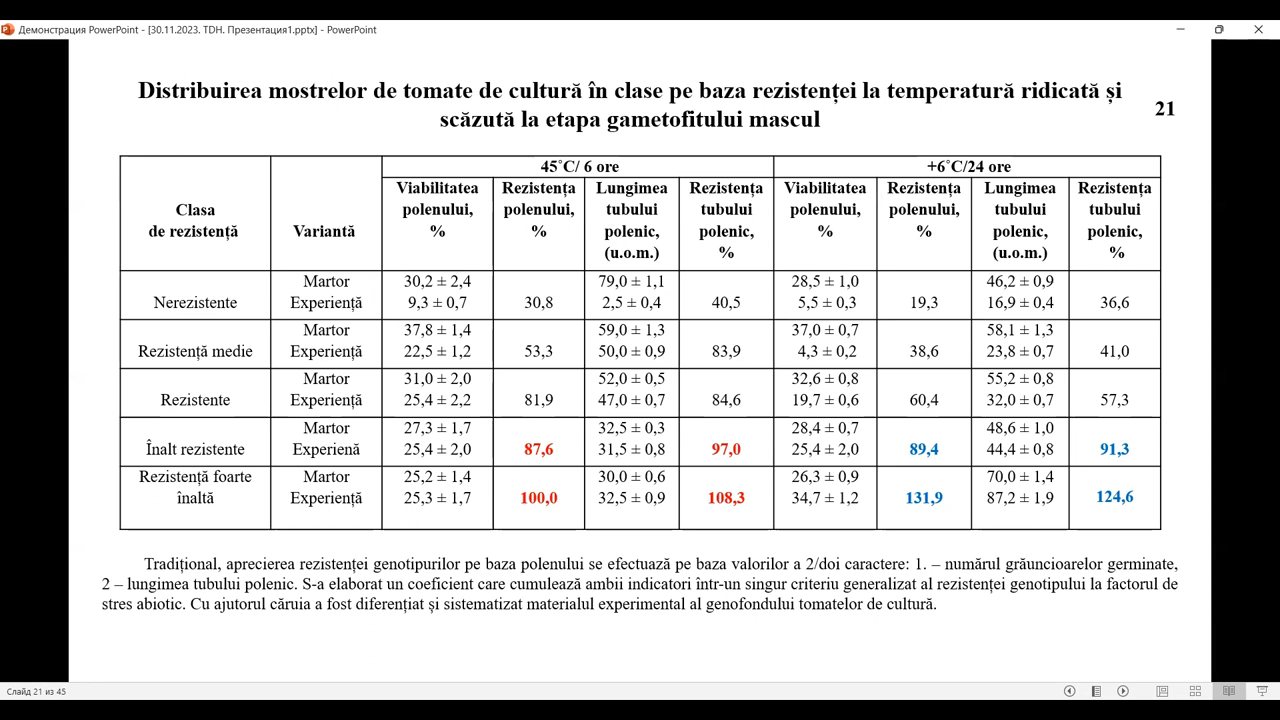 Демонстрация PowerPoint - [30.11.2023. TDH. Презентация1.pptx] - PowerPoint
Distribuirea mostrelor de tomate de cultură în clase pe baza rezistenței la temperatură ridicată și
scăzută la etapa gametofitului mascul
21
45˚C/ 6 ore +6˚C/24 ore
Clasa
de rezistență
Variantă
Viabilitatea
polenului,
%
Rezistența
polenului,
%
Lungimea
tubului
polenic,
(u.o.m.)
Rezistența
tubului
polenic,
%
Viabilitatea
polenului,
%
Rezistența
polenului,
%
Lungimea
tubului
polenic,
(u.o.m.)
Rezistența
tubului
polenic,
%
Martor 30,2 ± 2,4 79,0 ± 1,1 28,5 ± 1,0 46,2 ± 0,9
Nerezistente Experiență 9,3 ± 0,7 30,8 2,5 ± 0,4 40,5 5,5 ± 0,3 19,3 16,9 ± 0,4 36,6
Martor 37,8 ± 1,4 59,0 ± 1,3 37,0 ± 0,7 58,1 ± 1,3
Rezistență medie Experiență 22,5 ± 1,2 53,3 50,0 ± 0,9 83,9 4,3 ± 0,2 38,6 23,8 ± 0,7 41,0
Martor 31,0 ± 2,0 52,0 ± 0,5 32,6 ± 0,8 55,2 ± 0,8
Rezistente Experiență 25,4 ± 2,2 81,9 47,0 ± 0,7 84,6 19,7 ± 0,6 60,4 32,0 ± 0,7 57,3
Martor 27,3 ± 1,7 32,5 ± 0,3 28,4 ± 0,7 48,6 ± 1,0
Înalt rezistente Experienă 25,4 ± 2,0 87,6 31,5 ± 0,8 97,0 25,4 ± 2,0 89,4 44,4 ± 0,8 91,3
Rezistență foarte Martor 25,2 ± 1,4 30,0 ± 0,6 26,3 ± 0,9 70,0 ± 1,4
înaltă Experiență 25,3 ± 1,7 100,0 32,5 ± 0,9 108,3 34,7 ± 1,2 131,9 87,2 ± 1,9 124,6
Tradițional, aprecierea rezistenței genotipurilor pe baza polenului se efectuează pe baza valorilor a 2/doi caractere: 1. – numărul grăuncioarelor germinate,
2 – lungimea tubului polenic. S-a elaborat un coeficient care cumulează ambii indicatori într-un singur criteriu generalizat al rezistenței genotipului la factorul de
stres abiotic. Cu ajutorul căruia a fost diferențiat și sistematizat materialul experimental al genofondului tomatelor de cultură.
Слайд 21 из 45